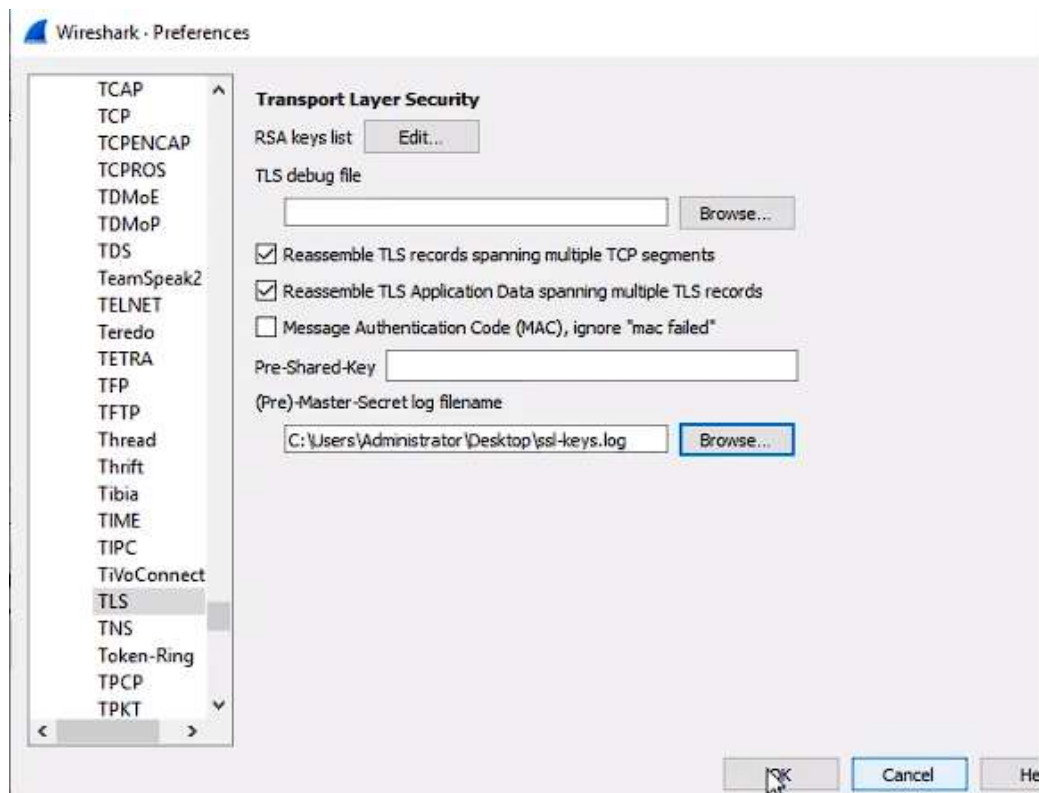 Wireshark · Preferences
TCAP
TCP
TCPENCAP
TCPROS
TDMoE
TDMoP
TDS
TeamSpeak2
TELNET
Teredo
TETRA
TFP
TFTP
Thread
Thrift
Tibia
TIME
TIPC
TiVoConnect
TLS
TNS
Token-Ring
TPCP
TPKT
Transport Layer Security
RSA keys list Edit...
TLS debug file
Browse...
Reassemble TLS records spanning multiple TCP segments
Reassemble TLS Application Data spanning multiple TLS records
Message Authentication Code (MAC), ignore "mac failed"
Pre-Shared-Key
(Pre)-Master-Secret log filename
C:\Users\Administrator\Desktop\ssl-keys.log Browse...
OK Cancel He